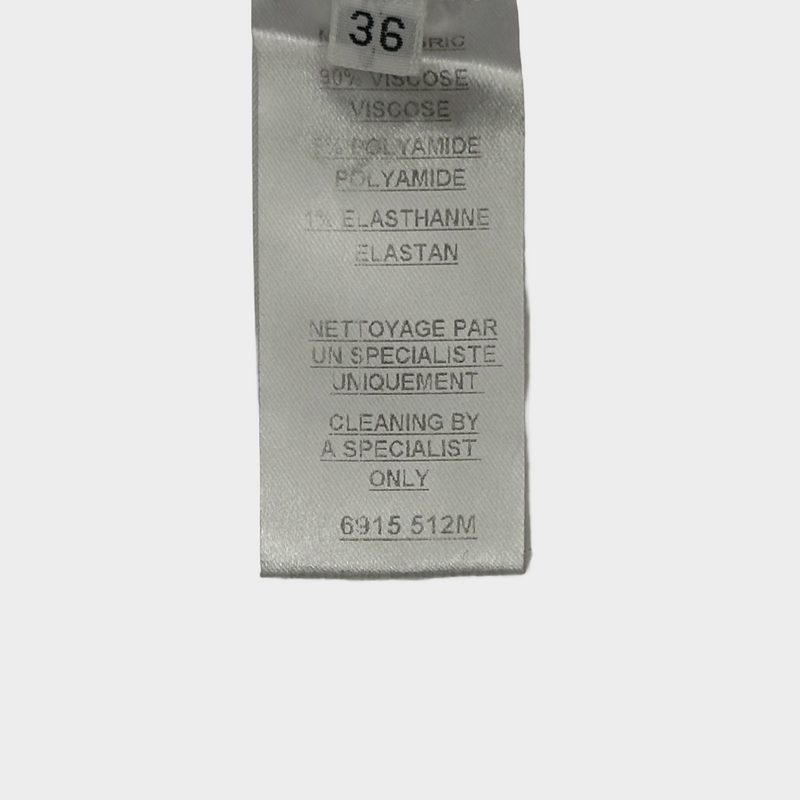 36
90% VISCOSE
VISCOSE
% POLYAMIDE
POLYAMIDE
1% ELASTHANNE
ELASTAN
NETTOYAGE PAR
UN SPECIALISTE
UNIQUEMENT
CLEANING BY
A SPECIALIST
ONLY
6915 512M